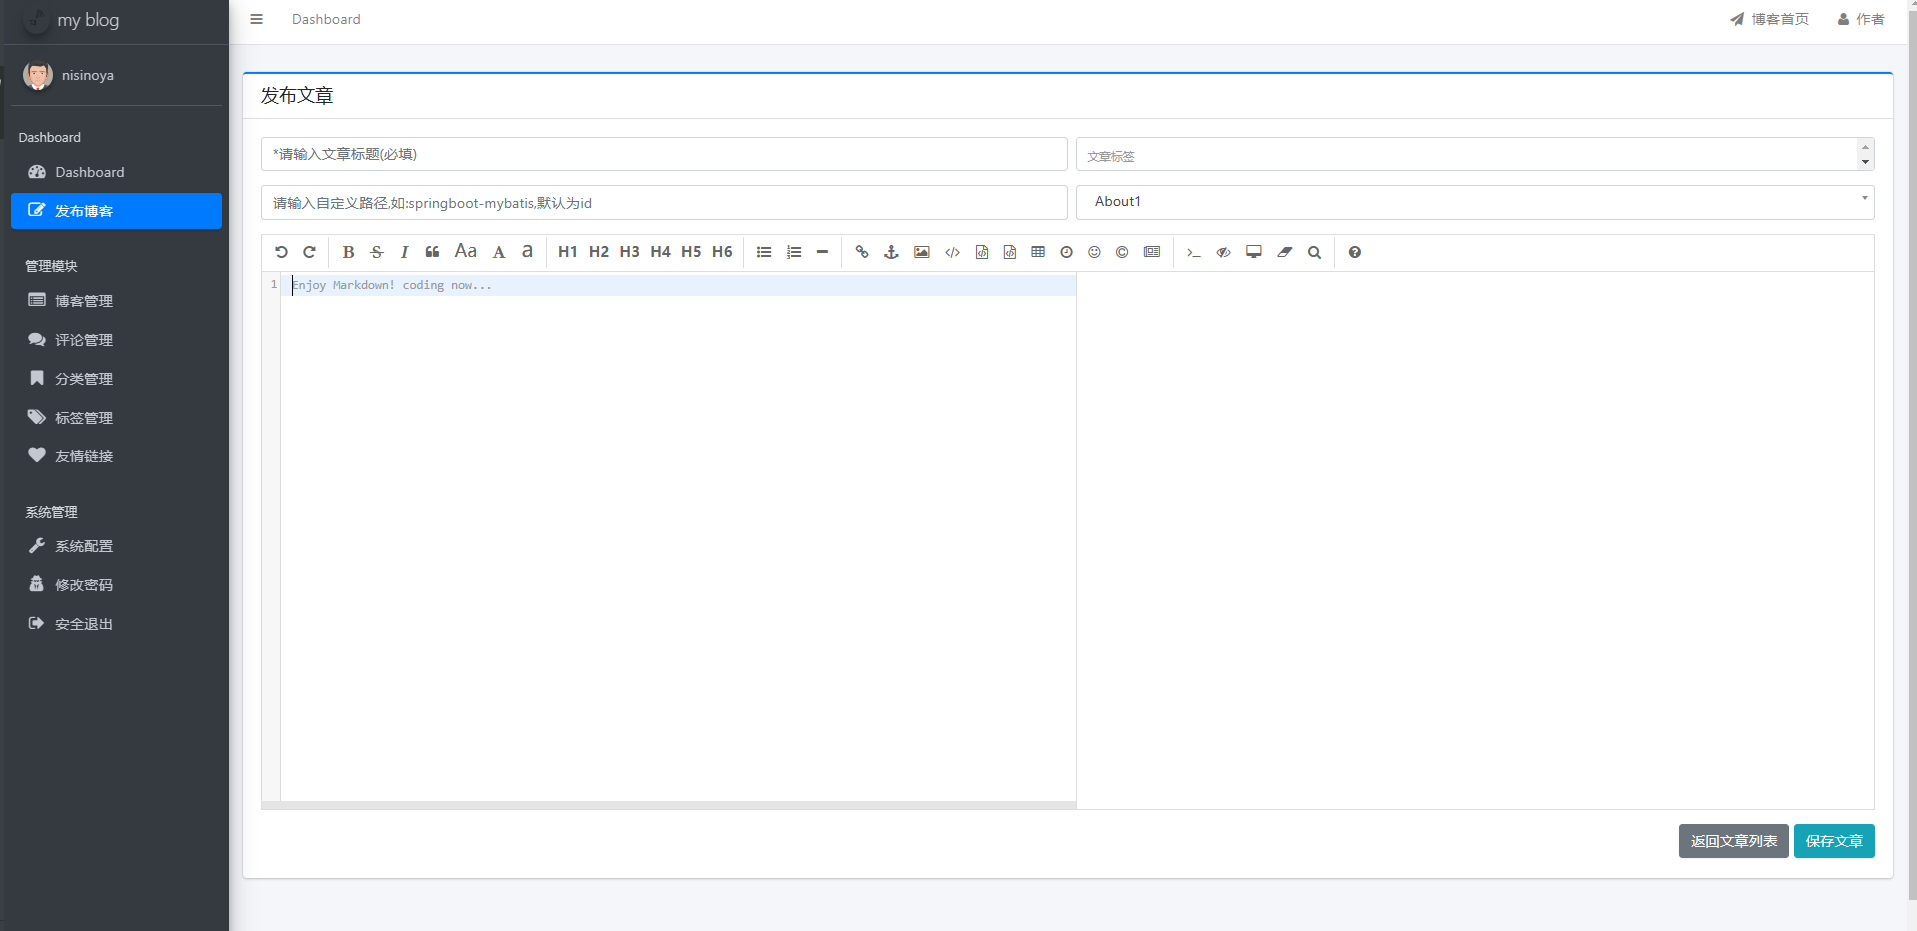 my blog
Dashboard
博客首页
作者
nisinoya
Dashboard
Dashboard
发布博客
管理模块
博客管理
评论管理
分类管理
标签管理
友情链接
系统管理
系统配置
修改密码
安全退出
发布文章
*请输入文章标题(必填)
文章标签
请输入自定义路径,如:springboot-mybatis,默认为id
About1
B S I Aa A a H1 H2 H3 H4 H5 H6
1 Enjoy Markdown! coding now...
返回文章列表 保存文章